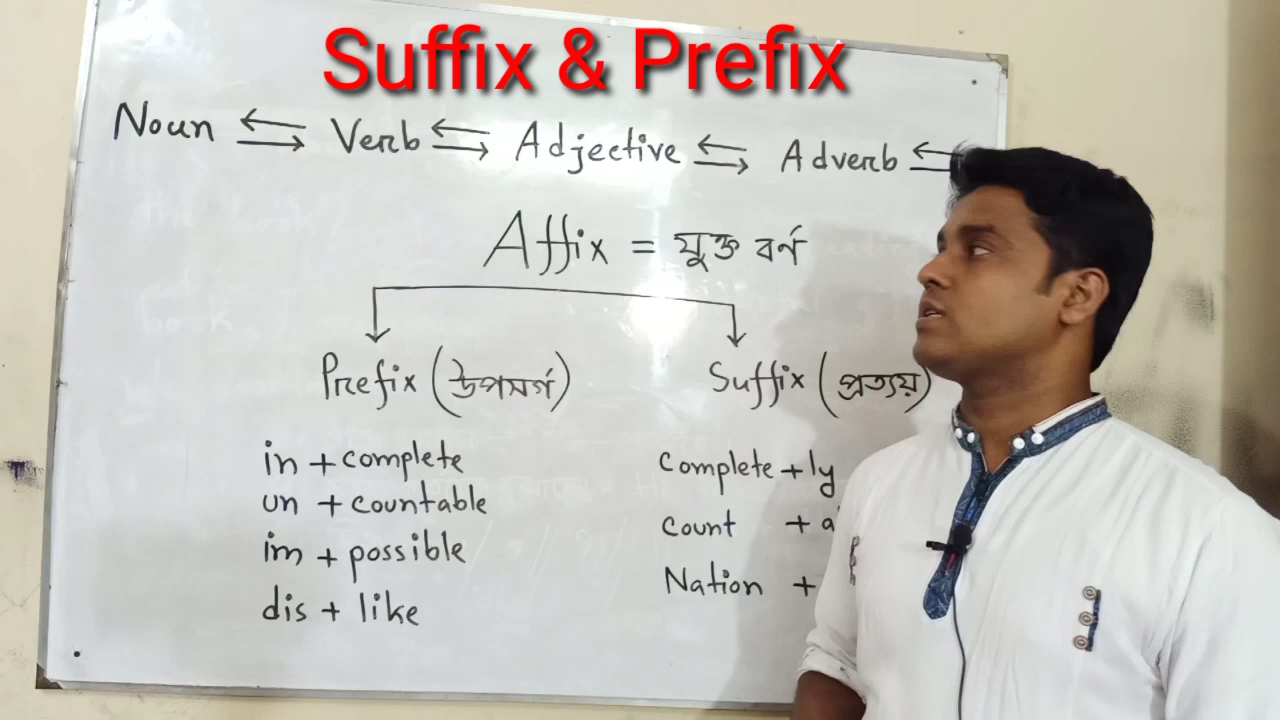 Suffix & Prefix
Noun ⇄ Verb ⇄ Adjective ⇄ Adverb
Affix = যুক্ত বর্ণ
Prefix (উপসর্গ) Suffix (প্রত্যয়)
in + complete complete + ly
un + countable count + a
im + possible Nation +
dis + like